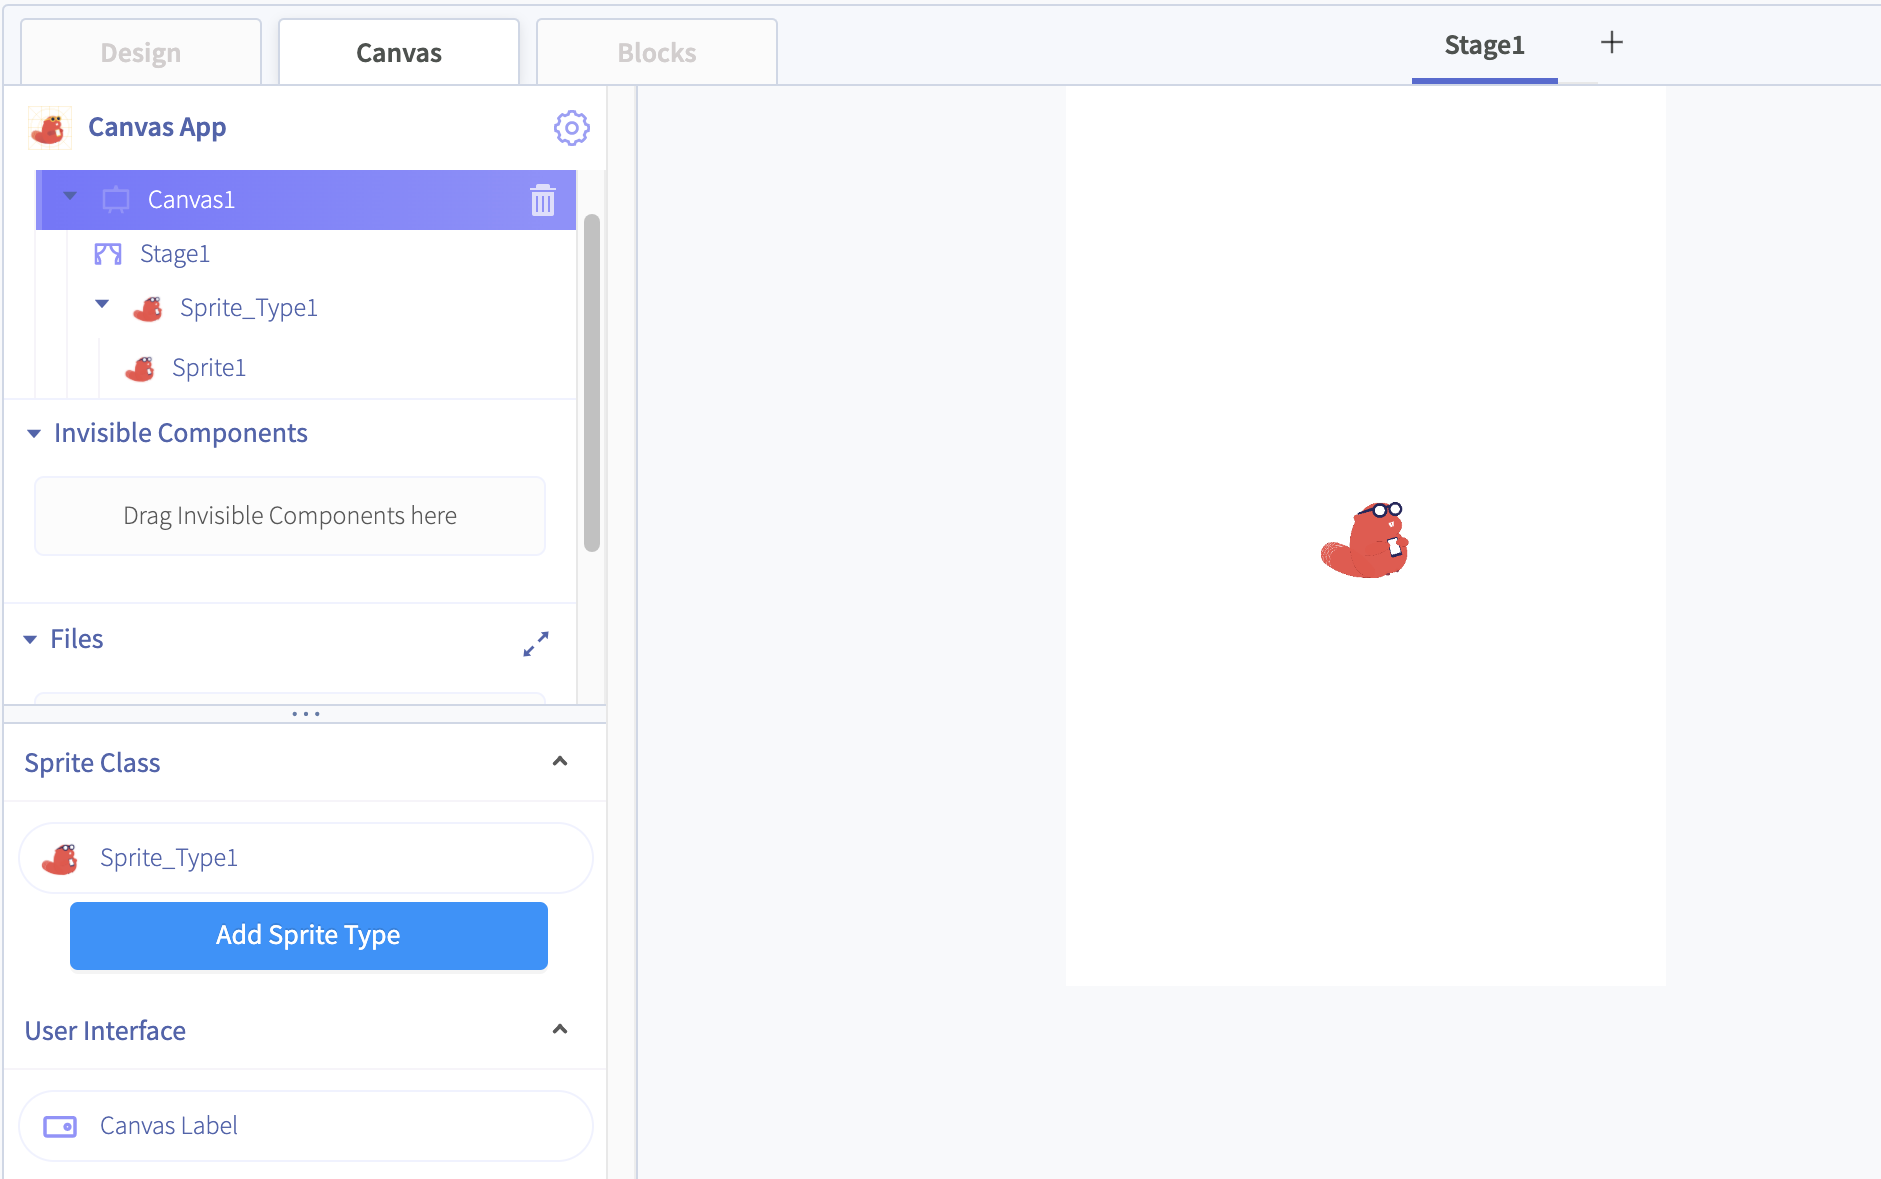 Design
Canvas
Blocks
Stage1
Canvas App
Canvas1
Stage1
Sprite_Type1
Sprite1
Invisible Components
Drag Invisible Components here
Files
Sprite Class
Sprite_Type1
Add Sprite Type
User Interface
Canvas Label